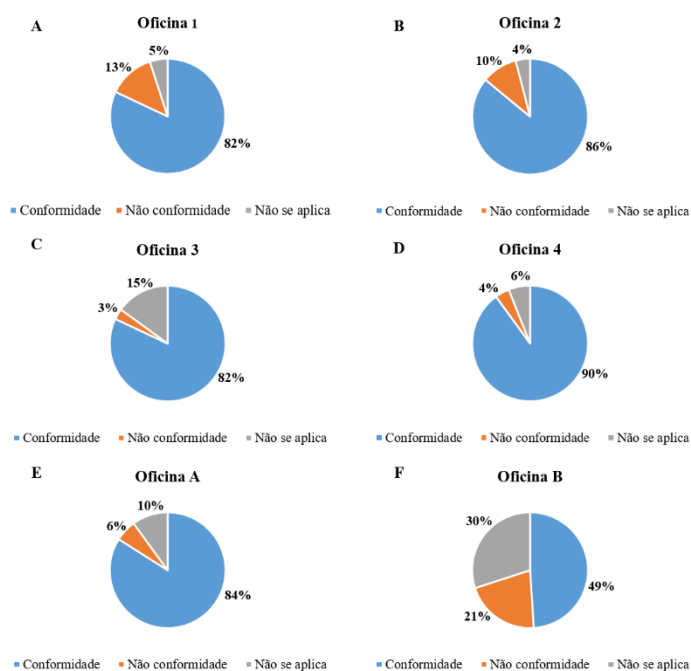 A
Oficina 1
5%
13%
82%
Conformidade Não conformidade Não se aplica
B
Oficina 2
4%
10%
86%
Conformidade Não conformidade Não se aplica
C
Oficina 3
15%
3%
82%
Conformidade Não conformidade Não se aplica
D
Oficina 4
6%
4%
90%
Conformidade Não conformidade Não se aplica
E
Oficina A
10%
6%
84%
Conformidade Não conformidade Não se aplica
F
Oficina B
30%
49%
21%
Conformidade Não conformidade Não se aplica